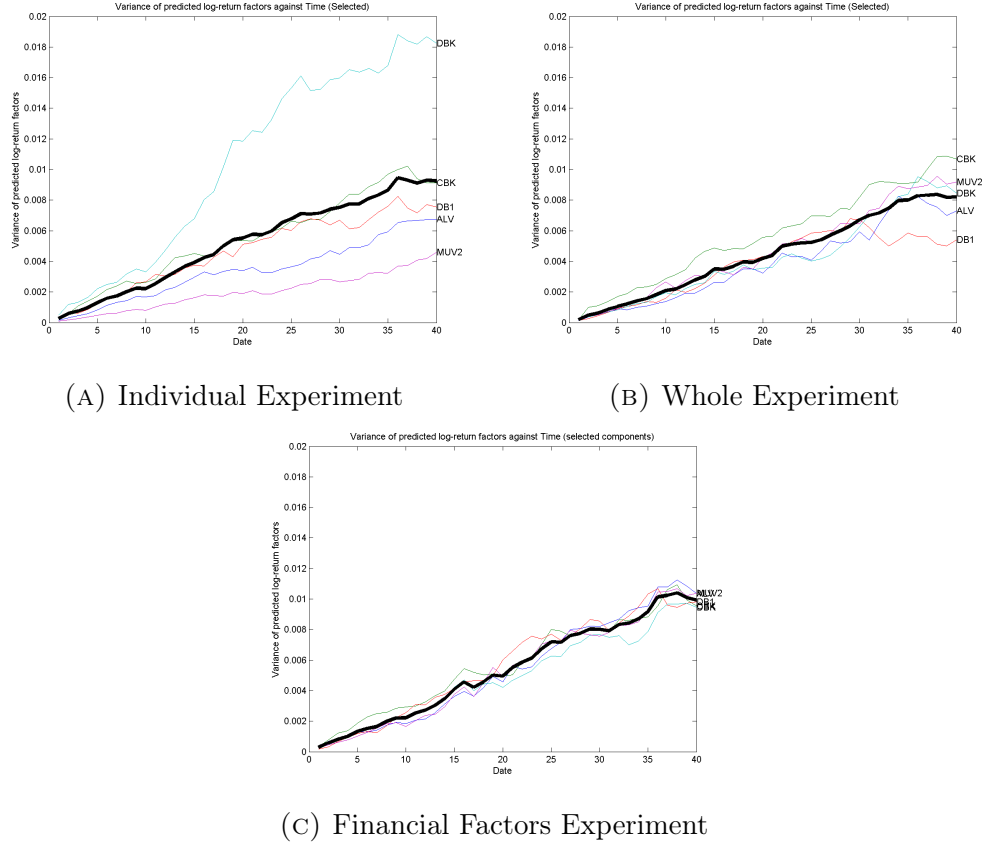 Variance of predicted log-return factors against Time (Selected)
0.02
0.018
0.016
0.014
0.012
0.01
0.008
0.006
0.004
0.002
0
Variance of predicted log-return factors
0 5 10 15 20 25 30 35 40
Date
DBK
CBK
DB1
ALV
MUV2
(A) Individual Experiment
Variance of predicted log-return factors against Time (Selected)
0.02
0.018
0.016
0.014
0.012
0.01
0.008
0.006
0.004
0.002
0
Variance of predicted log-return factors
0 5 10 15 20 25 30 35 40
Date
CBK
MUV2
DBK
ALV
DB1
(B) Whole Experiment
Variance of predicted log-return factors against Time (selected components)
0.02
0.018
0.016
0.014
0.012
0.01
0.008
0.006
0.004
0.002
0
Variance of predicted log-return factors
0 5 10 15 20 25 30 35 40
Date
DB1
(C) Financial Factors Experiment